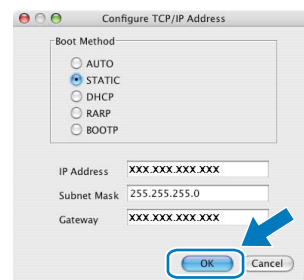 Configure TCP/IP Address
Boot Method
AUTO
STATIC
DHCP
RARP
BOOTP
IP Address XXX.XXX.XXX.XXX
Subnet Mask 255.255.255.0
Gateway XXX.XXX.XXX.XXX
OK Cancel